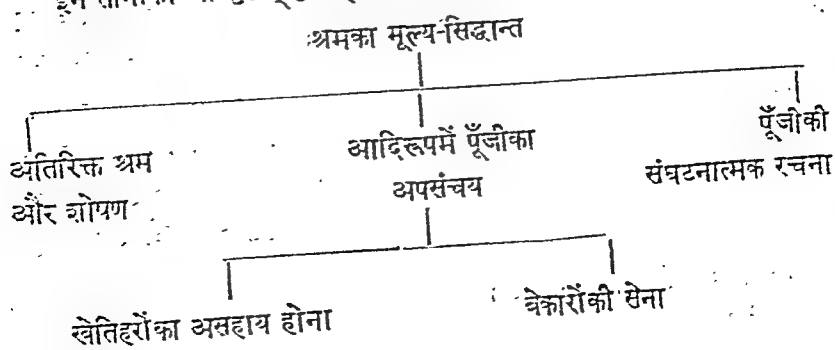 श्रमका मूल्य-सिद्धान्त
अतिरिक्त श्रम
और शोषण
आदिरूपमें पूँजीका
अपसंचय
पूँजीकी
संघटनात्मक रचना
खेतिहरोंका असहाय होना
बेकारोंकी सेना